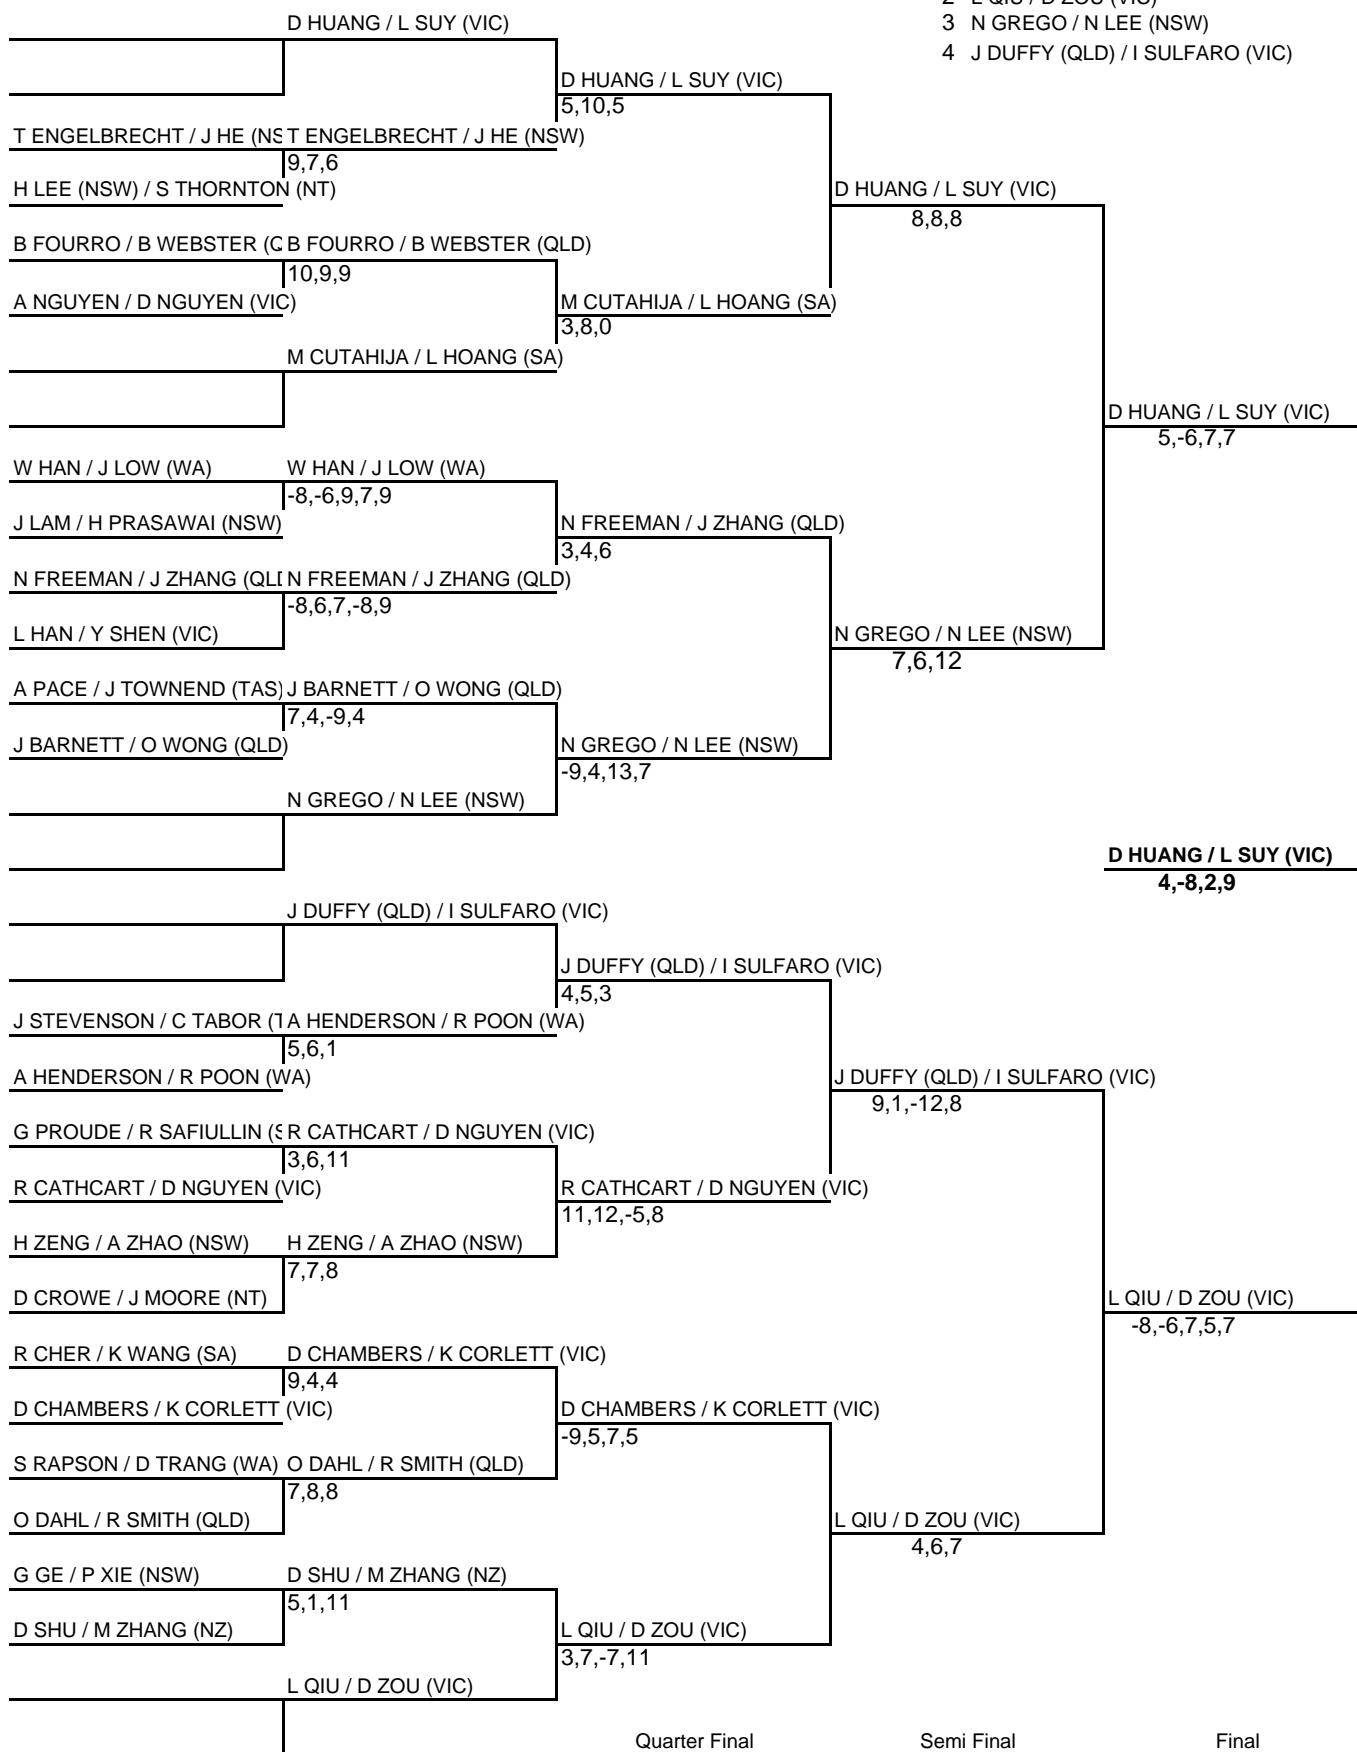 2 L QIU / D ZOU (VIC)
D HUANG / L SUY (VIC)
3 N GREGO / N LEE (NSW)
4 J DUFFY (QLD) / I SULFARO (VIC)
D HUANG / L SUY (VIC)
5,10,5
T ENGELBRECHT / J HE (NS T ENGELBRECHT / J HE (NSW)
9,7,6
H LEE (NSW) / S THORNTON (NT)
D HUANG / L SUY (VIC)
8,8,8
B FOURRO / B WEBSTER (Q B FOURRO / B WEBSTER (QLD)
10,9,9
A NGUYEN / D NGUYEN (VIC)
M CUTAHIJA / L HOANG (SA)
3,8,0
M CUTAHIJA / L HOANG (SA)
D HUANG / L SUY (VIC)
5,-6,7,7
W HAN / J LOW (WA)
W HAN / J LOW (WA)
-8,-6,9,7,9
J LAM / H PRASAWAI (NSW)
N FREEMAN / J ZHANG (QLD)
3,4,6
N FREEMAN / J ZHANG (QLD N FREEMAN / J ZHANG (QLD)
-8,6,7,-8,9
L HAN / Y SHEN (VIC)
N GREGO / N LEE (NSW)
7,6,12
A PACE / J TOWNEND (TAS) J BARNETT / O WONG (QLD)
7,4,-9,4
J BARNETT / O WONG (QLD)
N GREGO / N LEE (NSW)
-9,4,13,7
N GREGO / N LEE (NSW)
D HUANG / L SUY (VIC)
4,-8,2,9
J DUFFY (QLD) / I SULFARO (VIC)
J DUFFY (QLD) / I SULFARO (VIC)
4,5,3
J STEVENSON / C TABOR (T A HENDERSON / R POON (WA)
5,6,1
A HENDERSON / R POON (WA)
J DUFFY (QLD) / I SULFARO (VIC)
9,1,-12,8
G PROUDE / R SAFIULLIN (S R CATHCART / D NGUYEN (VIC)
3,6,11
R CATHCART / D NGUYEN (VIC)
R CATHCART / D NGUYEN (VIC)
11,12,-5,8
H ZENG / A ZHAO (NSW)
H ZENG / A ZHAO (NSW)
7,7,8
D CROWE / J MOORE (NT)
L QIU / D ZOU (VIC)
-8,-6,7,5,7
R CHER / K WANG (SA)
D CHAMBERS / K CORLETT (VIC)
9,4,4
D CHAMBERS / K CORLETT (VIC)
D CHAMBERS / K CORLETT (VIC)
-9,5,7,5
S RAPSON / D TRANG (WA)
O DAHL / R SMITH (QLD)
7,8,8
O DAHL / R SMITH (QLD)
L QIU / D ZOU (VIC)
4,6,7
G GE / P XIE (NSW)
D SHU / M ZHANG (NZ)
5,1,11
D SHU / M ZHANG (NZ)
L QIU / D ZOU (VIC)
3,7,-7,11
L QIU / D ZOU (VIC)
Quarter Final
Semi Final
Final